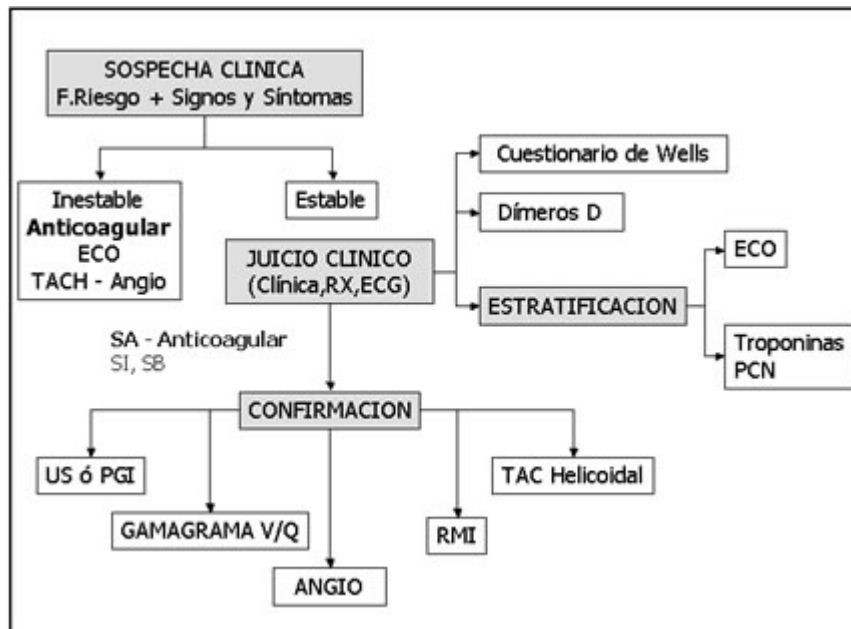 SOSPECHA CLINICA
F.Riesgo + Signos y Síntomas
Inestable
Anticoagular
ECO
TACH - Angio
Estable
Cuestionario de Wells
Dímeros D
JUICIO CLINICO
(Clínica,RX,ECG)
ESTRATIFICACION
ECO
Troponinas
PCN
SA - Anticoagular
SI, SB
CONFIRMACION
US ó PGI
GAMAGRAMA V/Q
ANGIO
RMI
TAC Helicoidal